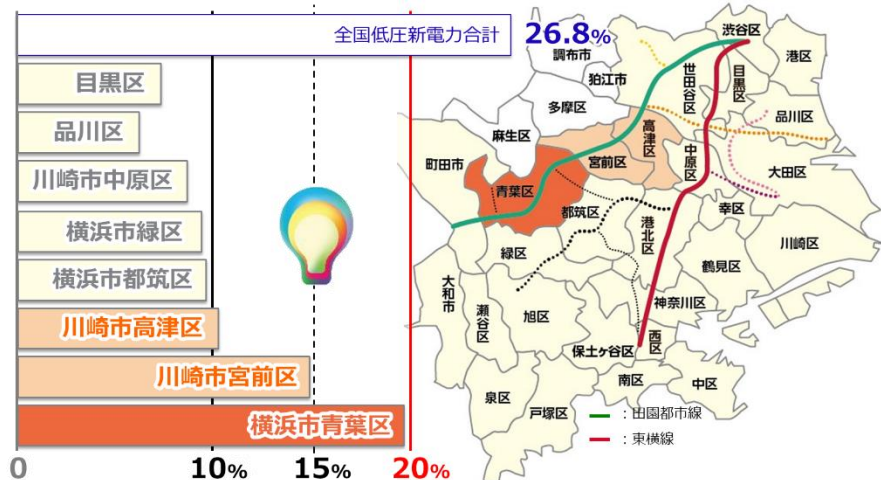 全国低圧新電力合計
26.8%
目黒区
品川区
川崎市中原区
横浜市緑区
横浜市都筑区
川崎市高津区
川崎市宮前区
横浜市青葉区
0
10%
15%
20%
渋谷区
調布市
港区
狛江市
世田谷区
目黒区
多摩区
品川区
麻生区
高津区
町田市
宮前区
中原区
大田区
青葉区
都筑区
幸区
港北区
緑区
川崎区
鶴見区
大和市
瀬谷区
旭区
神奈川区
西区
保土ヶ谷区
南区
中区
泉区
戸塚区
：田園都市線
：東横線